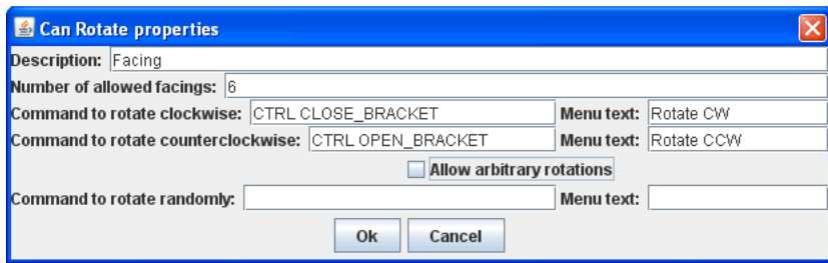 Can Rotate properties
Description: Facing
Number of allowed facings: 6
Command to rotate clockwise: CTRL CLOSE_BRACKET Menu text: Rotate CW
Command to rotate counterclockwise: CTRL OPEN_BRACKET Menu text: Rotate CCW
Allow arbitrary rotations
Command to rotate randomly: Menu text:
Ok Cancel